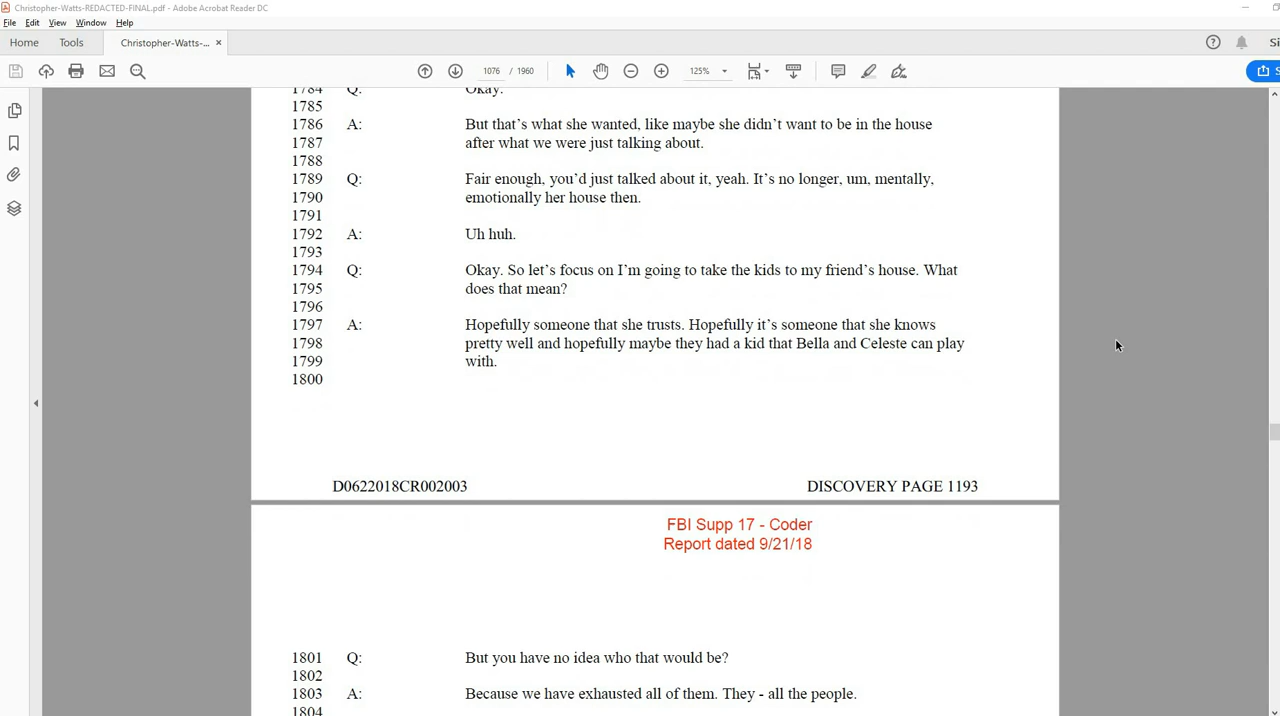 Christopher-Watts-REDACTED-FINAL.pdf - Adobe Acrobat Reader DC
File Edit View Window Help
Home Tools Christopher-Watts-... × Si
1076 / 1960 125%
S
1784 Q: Okay.
1785
1786 A: But that's what she wanted, like maybe she didn't want to be in the house
1787 after what we were just talking about.
1788
1789 Q: Fair enough, you'd just talked about it, yeah. It's no longer, um, mentally,
1790 emotionally her house then.
1791
1792 A: Uh huh.
1793
1794 Q: Okay. So let's focus on I'm going to take the kids to my friend's house. What
1795 does that mean?
1796
1797 A: Hopefully someone that she trusts. Hopefully it's someone that she knows
1798 pretty well and hopefully maybe they had a kid that Bella and Celeste can play
1799 with.
1800
D0622018CR002003 DISCOVERY PAGE 1193
FBI Supp 17 - Coder
Report dated 9/21/18
1801 Q: But you have no idea who that would be?
1802
1803 A: Because we have exhausted all of them. They - all the people.
1804